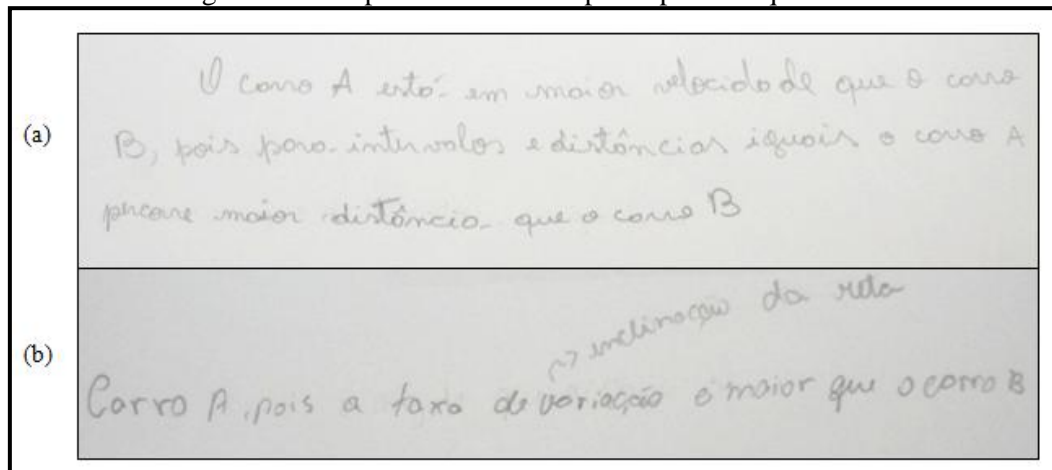 (a)
O carro A está em maior velocidade que o carro
B, pois para intervalos e distâncias iguais o carro A
percorre maior distância que o carro B
(b)
→ inclinação da reta
Carro A, pois a taxa de variação é maior que o carro B